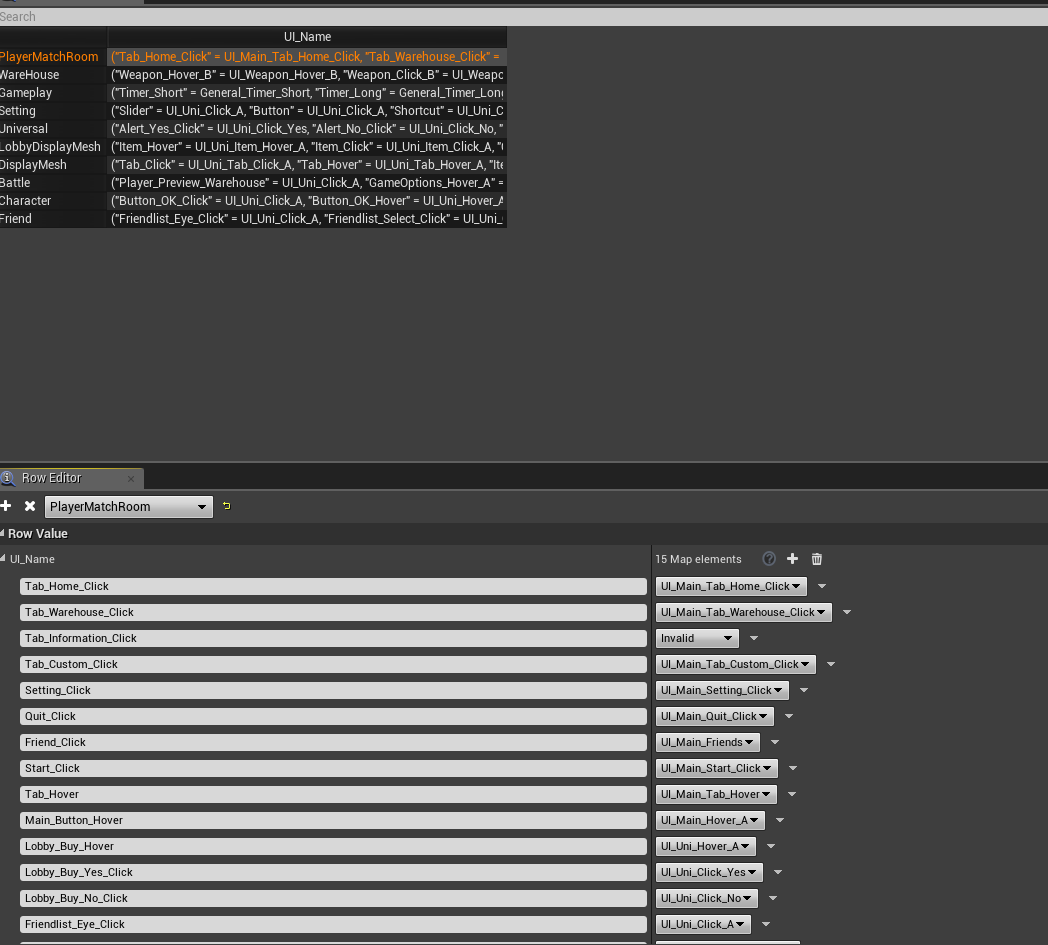 Search
UI_Name
PlayerMatchRoom ("Tab_Home_Click" = UI_Main_Tab_Home_Click, "Tab_Warehouse_Click" =
WareHouse ("Weapon_Hover_B" = UI_Weapon_Hover_B, "Weapon_Click_B" = UI_Weapo
Gameplay ("Timer_Short" = General_Timer_Short, "Timer_Long" = General_Timer_Lon
Setting ("Slider" = UI_Uni_Click_A, "Button" = UI_Uni_Click_A, "Shortcut" = UI_Uni_C
Universal ("Alert_Yes_Click" = UI_Uni_Click_Yes, "Alert_No_Click" = UI_Uni_Click_No, "
LobbyDisplayMesh ("Item_Hover" = UI_Uni_Item_Hover_A, "Item_Click" = UI_Uni_Item_Click_A, "
DisplayMesh ("Tab_Click" = UI_Uni_Tab_Click_A, "Tab_Hover" = UI_Uni_Tab_Hover_A, "Ite
Battle ("Player_Preview_Warehouse" = UI_Uni_Click_A, "GameOptions_Hover_A" =
Character ("Button_OK_Click" = UI_Uni_Click_A, "Button_OK_Hover" = UI_Uni_Hover_A
Friend ("Friendlist_Eye_Click" = UI_Uni_Click_A, "Friendlist_Select_Click" = UI_Uni_
Row Editor
PlayerMatchRoom
Row Value
UI_Name 15 Map elements
Tab_Home_Click UI_Main_Tab_Home_Click
Tab_Warehouse_Click UI_Main_Tab_Warehouse_Click
Tab_Information_Click Invalid
Tab_Custom_Click UI_Main_Tab_Custom_Click
Setting_Click UI_Main_Setting_Click
Quit_Click UI_Main_Quit_Click
Friend_Click UI_Main_Friends
Start_Click UI_Main_Start_Click
Tab_Hover UI_Main_Tab_Hover
Main_Button_Hover UI_Main_Hover_A
Lobby_Buy_Hover UI_Uni_Hover_A
Lobby_Buy_Yes_Click UI_Uni_Click_Yes
Lobby_Buy_No_Click UI_Uni_Click_No
Friendlist_Eye_Click UI_Uni_Click_A